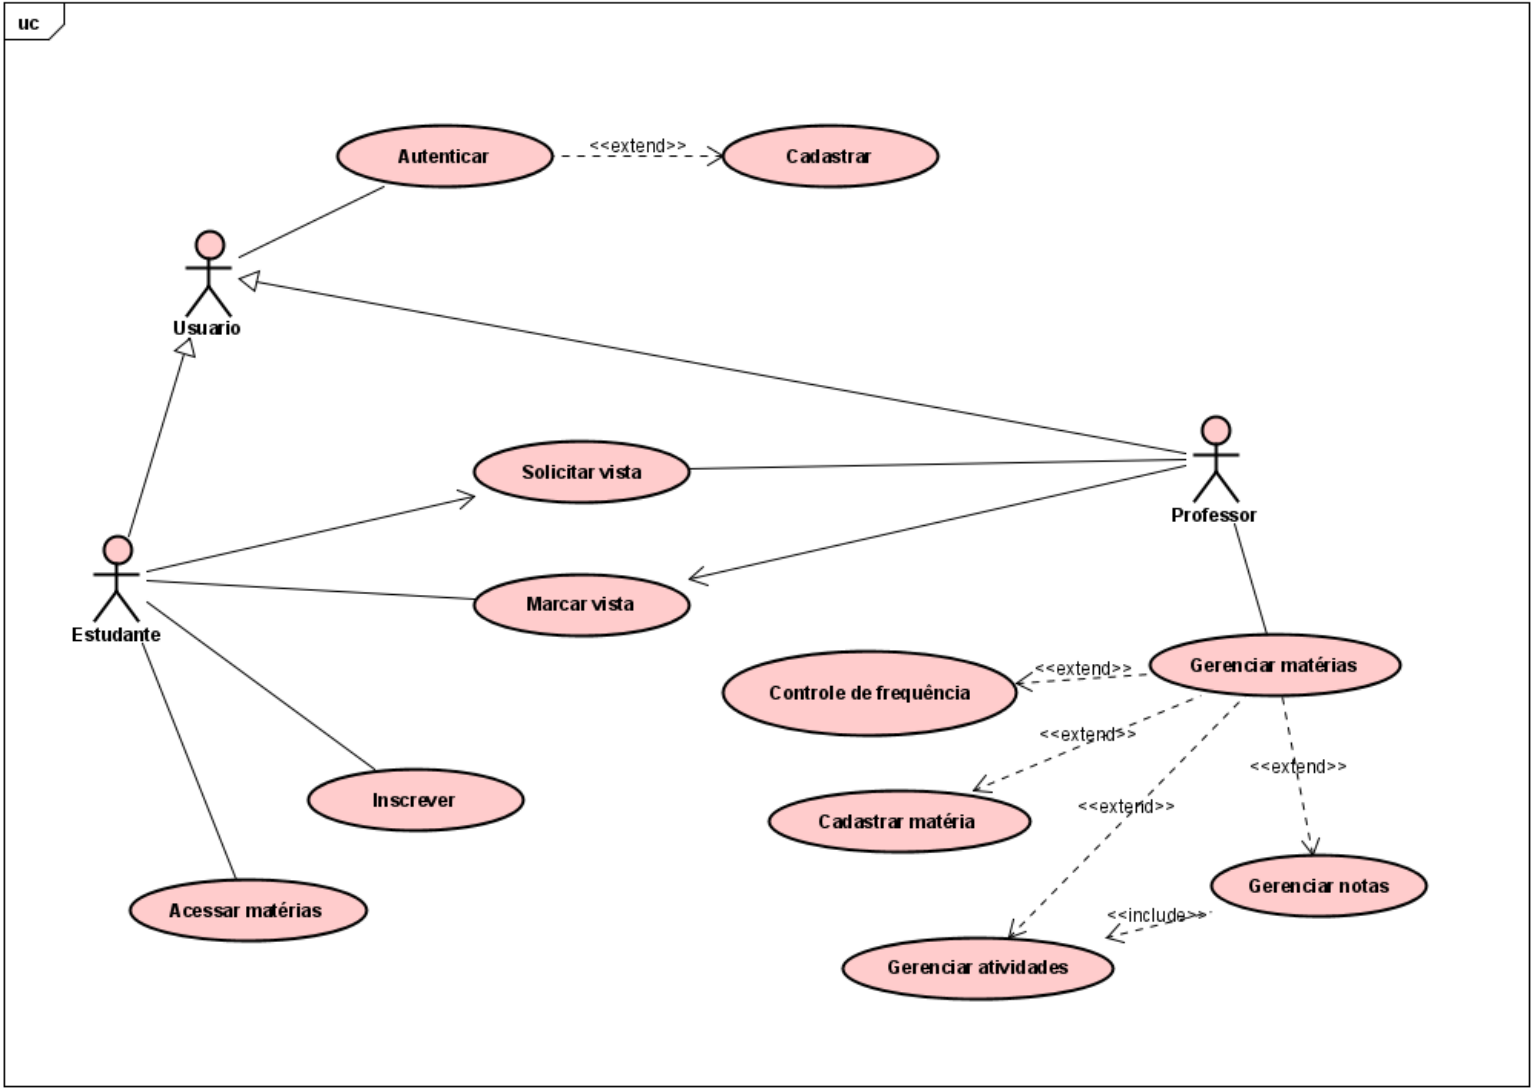 uc
Autenticar
<<extend>>
Cadastrar
Usuario
Solicitar vista
Professor
Marcar vista
Estudante
Gerenciar matérias
<<extend>>
Controle de frequência
<<extend>>
<<extend>>
Inscrever
<<extend>>
Cadastrar matéria
Gerenciar notas
Acessar matérias
<<include>>
Gerenciar atividades